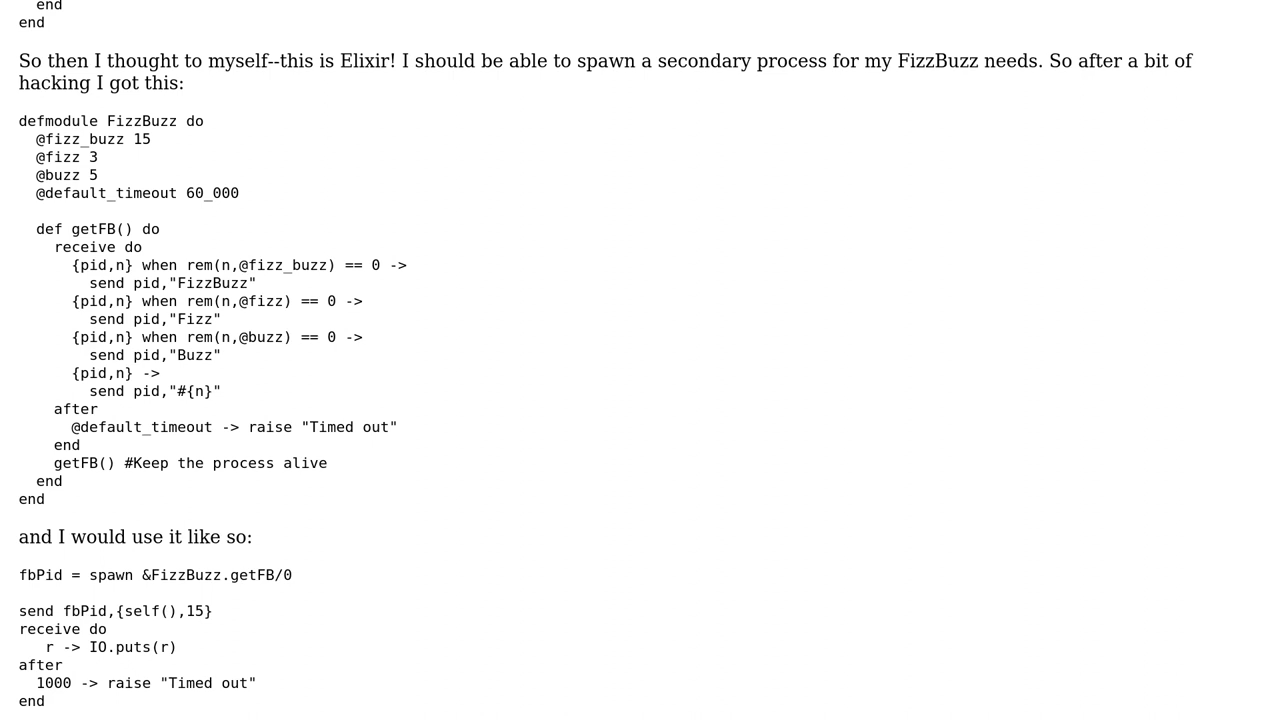 end
end
So then I thought to myself--this is Elixir! I should be able to spawn a secondary process for my FizzBuzz needs. So after a bit of
hacking I got this:
defmodule FizzBuzz do
  @fizz_buzz 15
  @fizz 3
  @buzz 5
  @default_timeout 60_000

  def getFB() do
    receive do
      {pid,n} when rem(n,@fizz_buzz) == 0 ->
        send pid,"FizzBuzz"
      {pid,n} when rem(n,@fizz) == 0 ->
        send pid,"Fizz"
      {pid,n} when rem(n,@buzz) == 0 ->
        send pid,"Buzz"
      {pid,n} ->
        send pid,"#{n}"
    after
      @default_timeout -> raise "Timed out"
    end
    getFB() #Keep the process alive
  end
end
and I would use it like so:
fbPid = spawn &FizzBuzz.getFB/0

send fbPid,{self(),15}
receive do
   r -> IO.puts(r)
after
  1000 -> raise "Timed out"
end